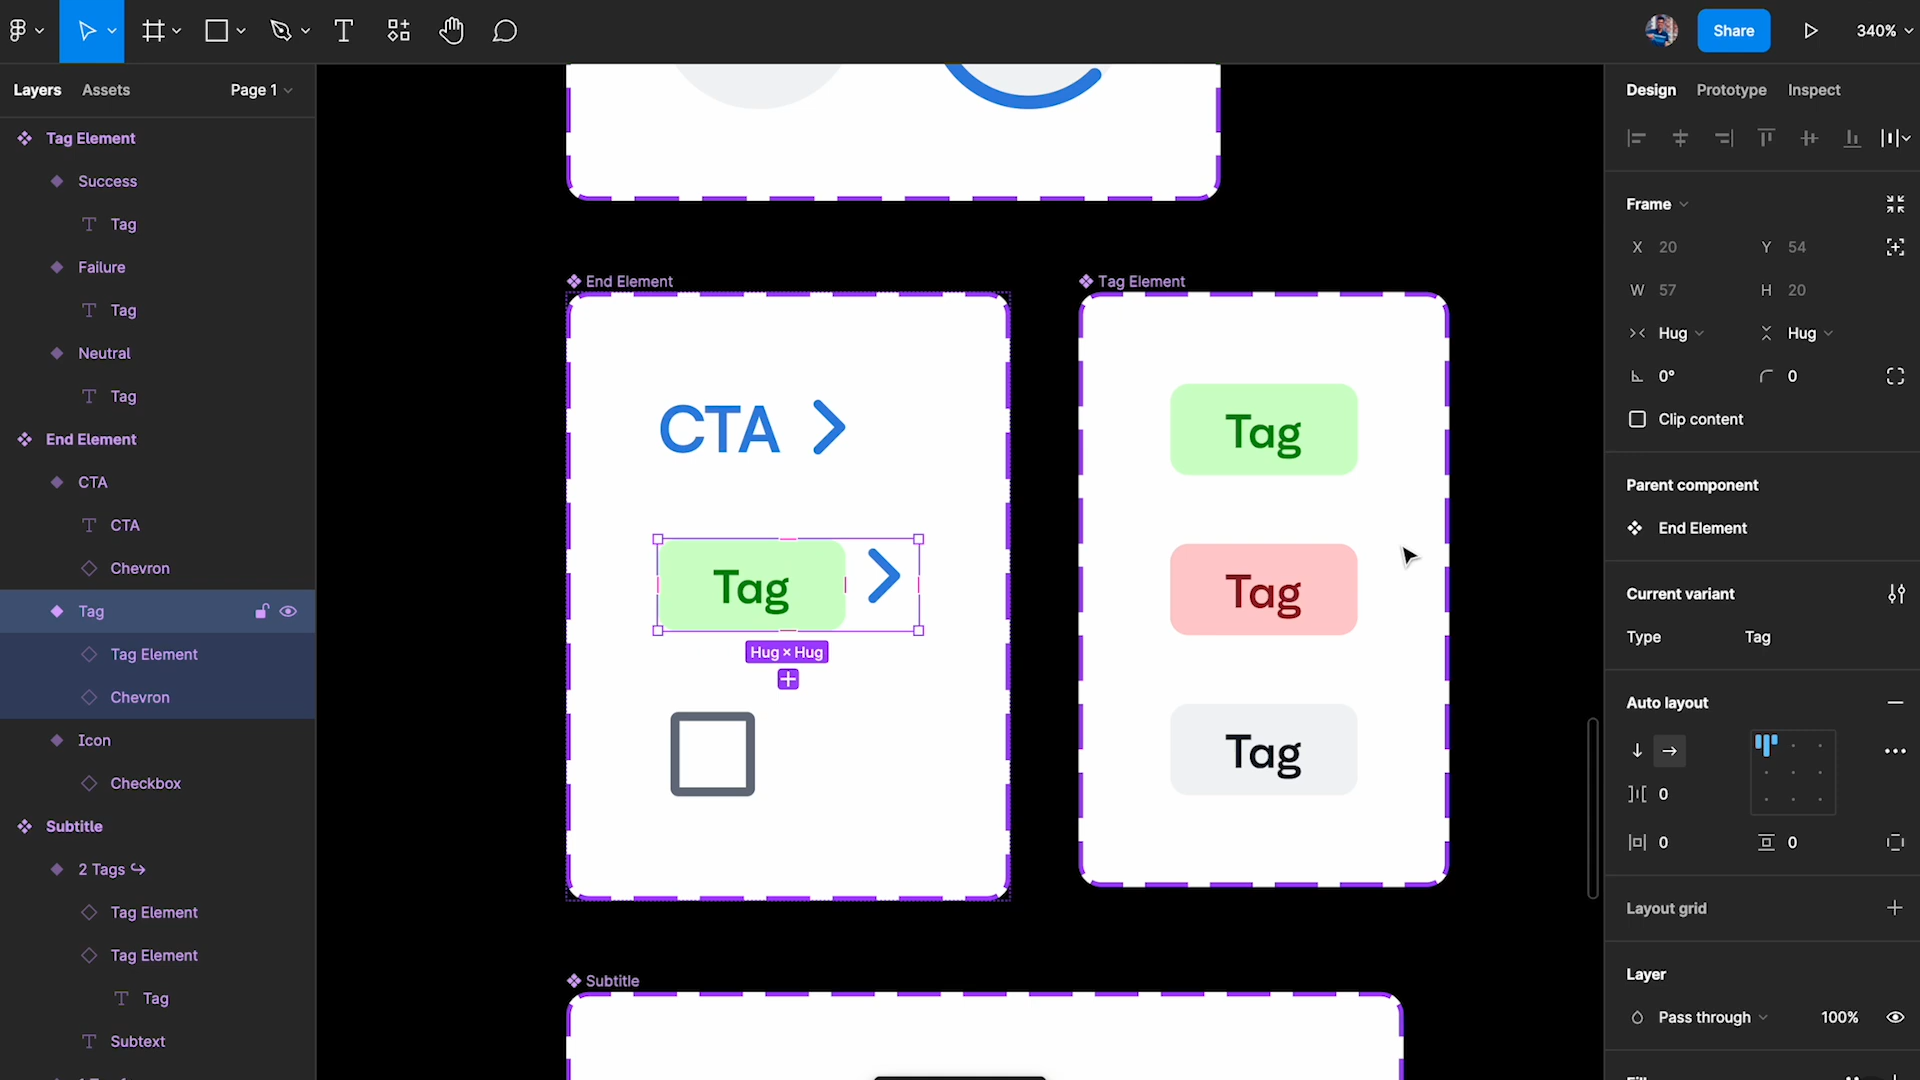 Share
340%
Layers
Assets
Page 1
Tag Element
Success
Tag
Failure
Tag
Neutral
Tag
End Element
CTA
CTA
Chevron
Tag
Tag Element
Chevron
Icon
Checkbox
Subtitle
2 Tags
Tag Element
Tag Element
Tag
Subtext
End Element
CTA
Tag
Hug × Hug
Tag Element
Tag
Tag
Tag
Subtitle
Design
Prototype
Inspect
Frame
X 20
Y 54
W 57
H 20
Hug
Hug
0°
0
Clip content
Parent component
End Element
Current variant
Type
Tag
Auto layout
0
0
0
Layout grid
Layer
Pass through
100%